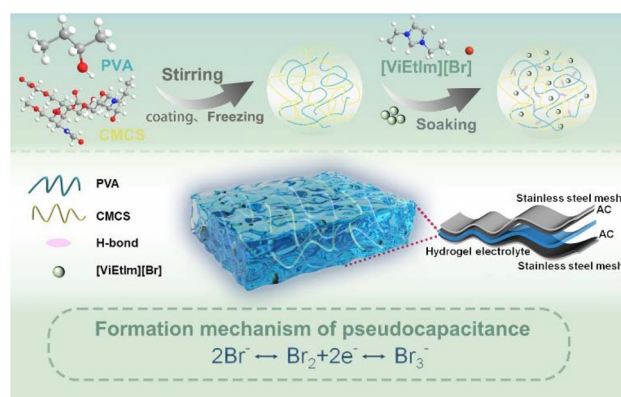 PVA
CMCS
Stirring
coating、Freezing
[ViEtIm][Br]
Soaking
PVA
CMCS
H-bond
[ViEtIm][Br]
Stainless steel mesh
AC
AC
Hydrogel electrolyte
Stainless steel mesh
Formation mechanism of pseudocapacitance
2Br⁻ ↔ Br₂+2e⁻ ↔ Br₃⁻